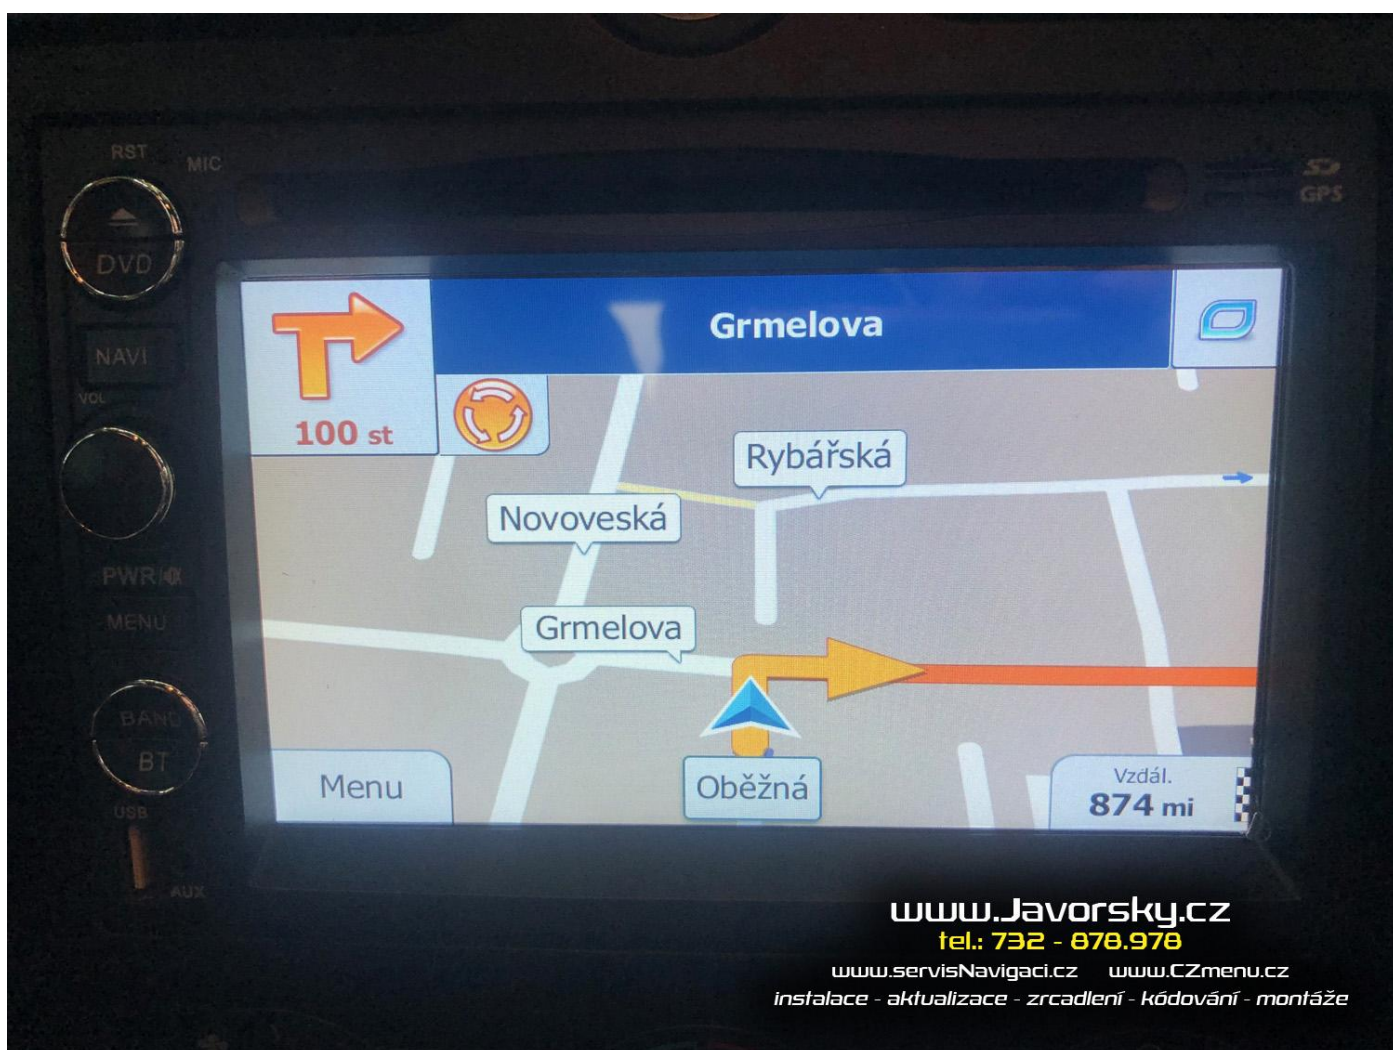 RST
MIC
GPS
DVD
NAVI
VOL
Grmelova
100 st
Rybářská
Novoveská
PWR
MENU
Grmelova
BAND
BT
Menu
Oběžná
Vzdál.
874 mi
USB
AUX
www.Javorsky.cz
tel.: 732 - 878.978
www.servisNavigaci.cz www.CZmenu.cz
instalace - aktualizace - zrcadlení - kódování - montáže